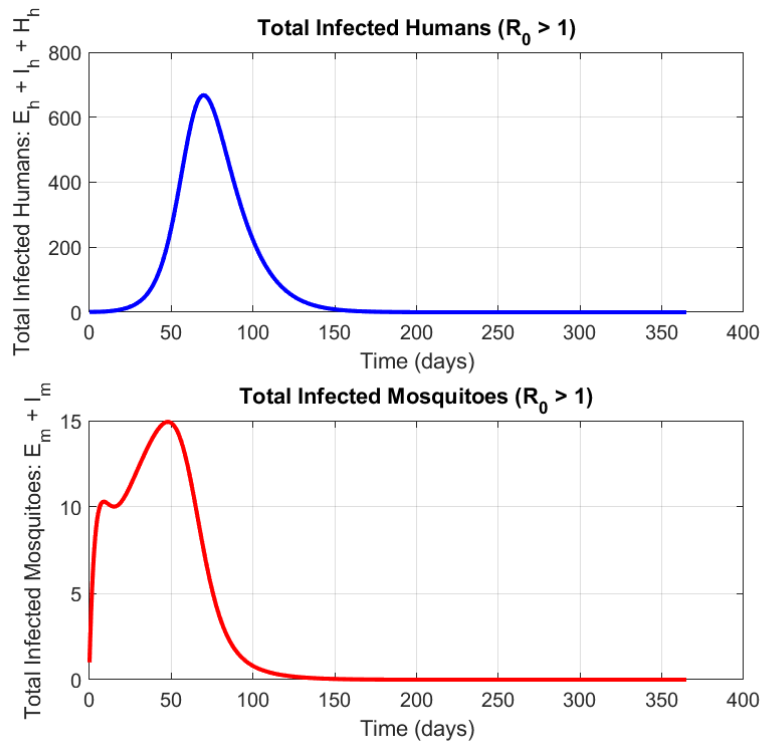 Total Infected Humans (R0 > 1)
Total Infected Humans: Eh + Ih + Hh
800
600
400
200
0
0 50 100 150 200 250 300 350 400
Time (days)
Total Infected Mosquitoes (R0 > 1)
Total Infected Mosquitoes: Em + Im
15
10
5
0
0 50 100 150 200 250 300 350 400
Time (days)